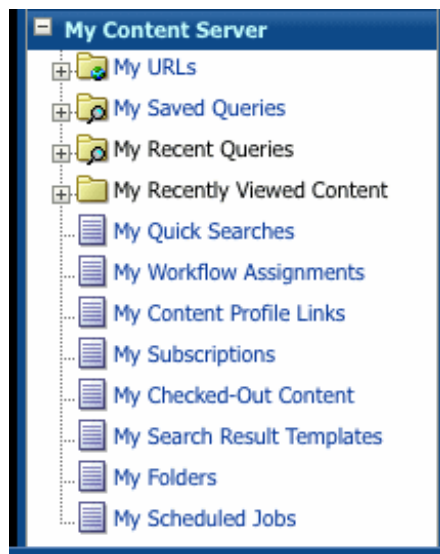 My Content Server
My URLs
My Saved Queries
My Recent Queries
My Recently Viewed Content
My Quick Searches
My Workflow Assignments
My Content Profile Links
My Subscriptions
My Checked-Out Content
My Search Result Templates
My Folders
My Scheduled Jobs